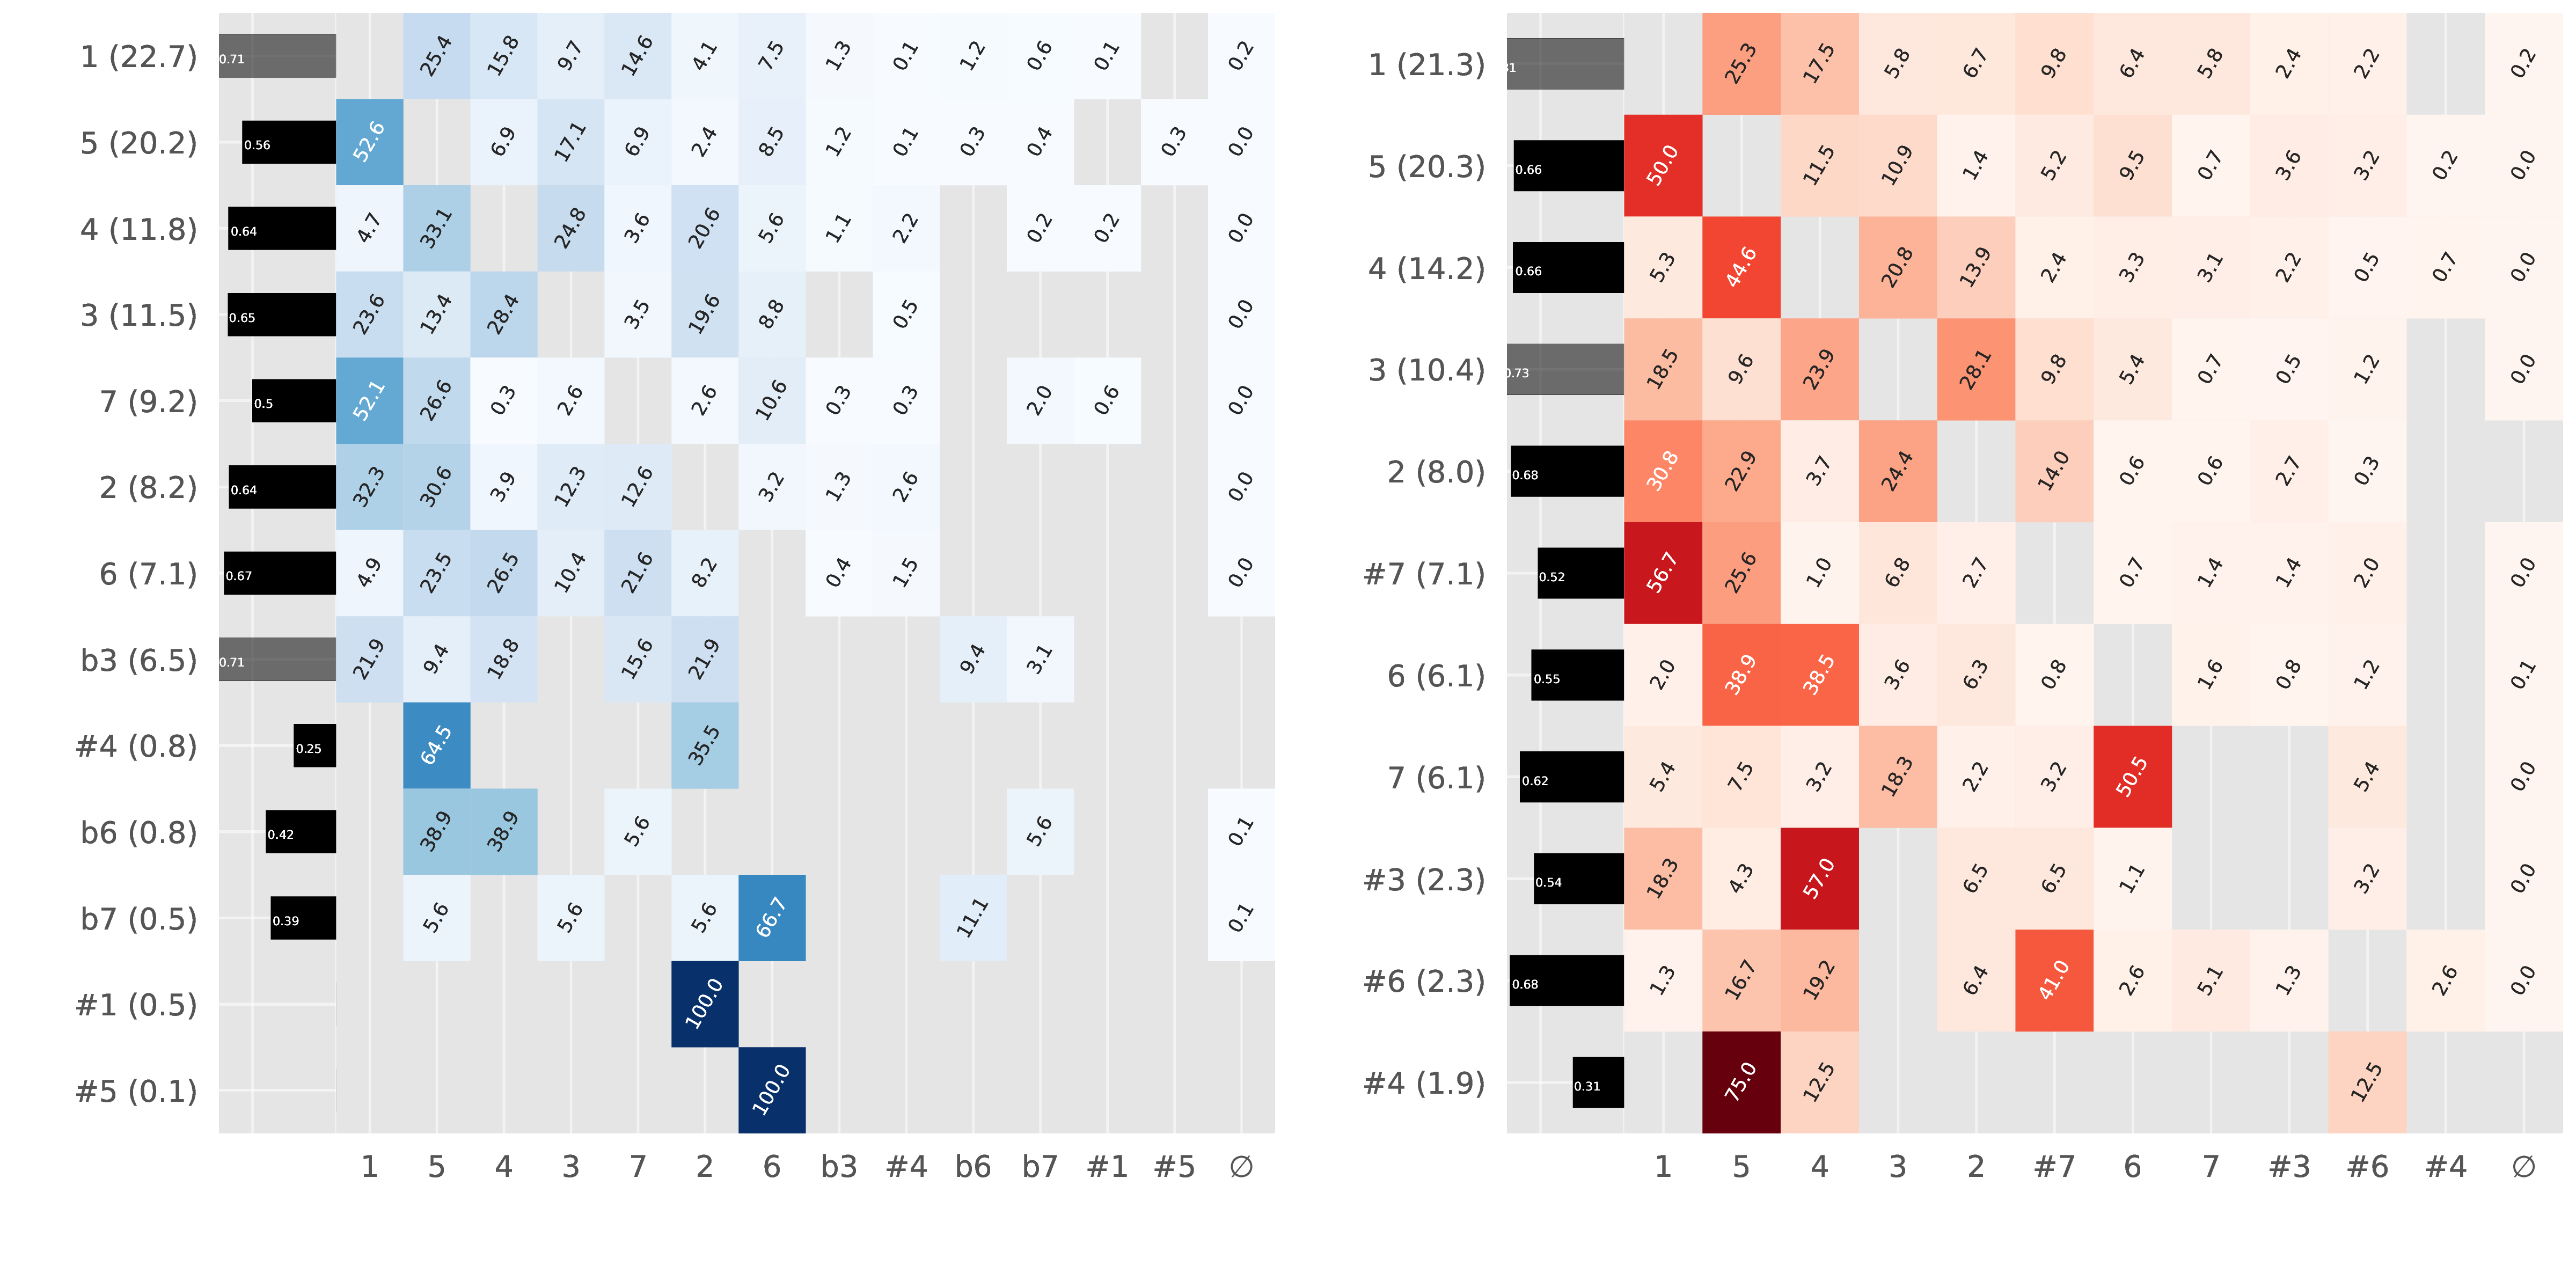 1 (22.7) 0.71 25.4 15.8 9.7 14.6 4.1 7.5 1.3 0.1 1.2 0.6 0.1 0.2
5 (20.2) 0.56 52.6 6.9 17.1 6.9 2.4 8.5 1.2 0.1 0.3 0.4 0.3 0.0
4 (11.8) 0.64 4.7 33.1 24.8 3.6 20.6 5.6 1.1 2.2 0.2 0.2 0.0
3 (11.5) 0.65 23.6 13.4 28.4 3.5 19.6 8.8 0.5 0.0
7 (9.2) 0.5 52.1 26.6 0.3 2.6 2.6 10.6 0.3 0.3 2.0 0.6 0.0
2 (8.2) 0.64 32.3 30.6 3.9 12.3 12.6 3.2 1.3 2.6 0.0
6 (7.1) 0.67 4.9 23.5 26.5 10.4 21.6 8.2 0.4 1.5 0.0
b3 (6.5) 0.71 21.9 9.4 18.8 15.6 21.9 9.4 3.1
#4 (0.8) 0.25 64.5 35.5
b6 (0.8) 0.42 38.9 38.9 5.6 5.6 0.1
b7 (0.5) 0.39 5.6 5.6 5.6 66.7 11.1 0.1
#1 (0.5) 100.0
#5 (0.1) 100.0
1 5 4 3 7 2 6 b3 #4 b6 b7 #1 #5 ∅
1 (21.3) 25.3 17.5 5.8 6.7 9.8 6.4 5.8 2.4 2.2 0.2
5 (20.3) 0.66 50.0 11.5 10.9 1.4 5.2 9.5 0.7 3.6 3.2 0.2 0.0
4 (14.2) 0.66 5.3 44.6 20.8 13.9 2.4 3.3 3.1 2.2 0.5 0.7 0.0
3 (10.4) 0.73 18.5 9.6 23.9 28.1 9.8 5.4 0.7 0.5 1.2 0.0
2 (8.0) 0.68 30.8 22.9 3.7 24.4 14.0 0.6 0.6 2.7 0.3
#7 (7.1) 0.52 56.7 25.6 1.0 6.8 2.7 0.7 1.4 1.4 2.0 0.0
6 (6.1) 0.55 2.0 38.9 38.5 3.6 6.3 0.8 1.6 0.8 1.2 0.1
7 (6.1) 0.62 5.4 7.5 3.2 18.3 2.2 3.2 50.5 5.4 0.0
#3 (2.3) 0.54 18.3 4.3 57.0 6.5 6.5 1.1 3.2 0.0
#6 (2.3) 0.68 1.3 16.7 19.2 6.4 41.0 2.6 5.1 1.3 2.6 0.0
#4 (1.9) 0.31 75.0 12.5 12.5
1 5 4 3 2 #7 6 7 #3 #6 #4 ∅